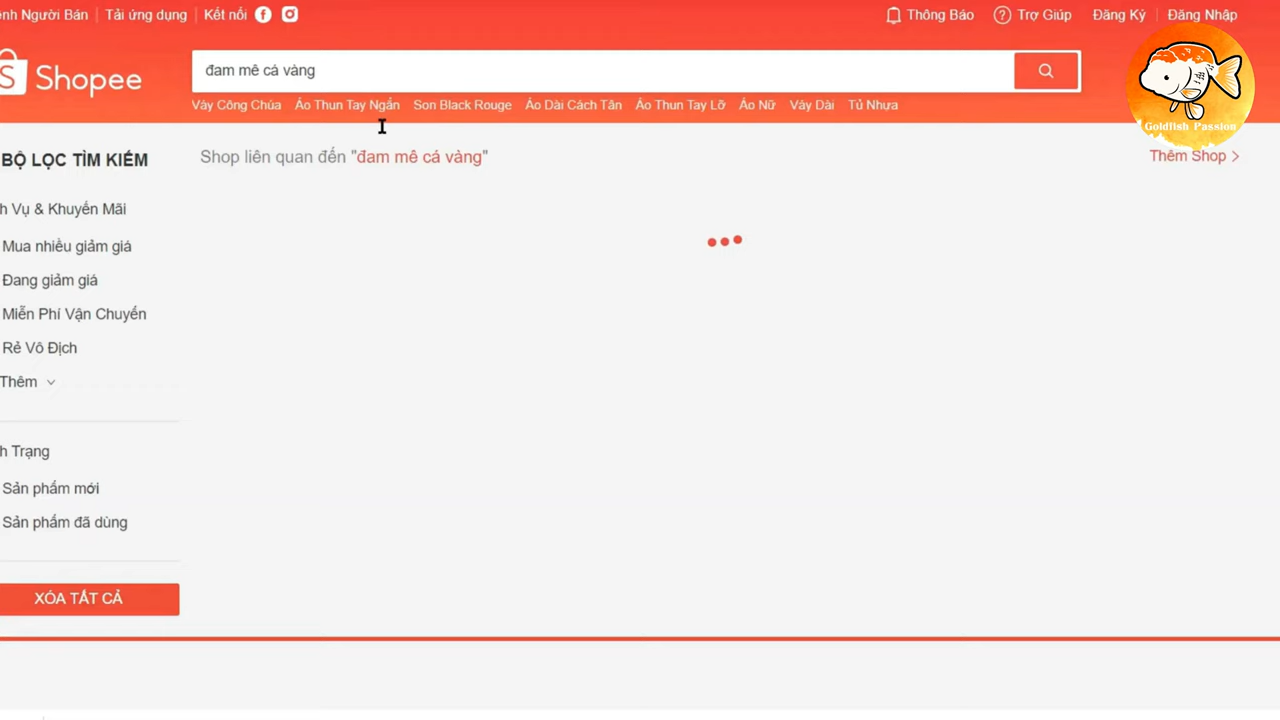 ênh Người Bán Tải ứng dụng Kết nối Thông Báo Trợ Giúp Đăng Ký Đăng Nhập
Shopee
đam mê cá vàng
Váy Công Chúa Áo Thun Tay Ngắn Son Black Rouge Áo Dài Cách Tân Áo Thun Tay Lỡ Áo Nữ Váy Dài Tủ Nhựa
Goldfish Passion
BỘ LỌC TÌM KIẾM
Shop liên quan đến "đam mê cá vàng"
Thêm Shop
h Vụ & Khuyến Mãi
Mua nhiều giảm giá
Đang giảm giá
Miễn Phí Vận Chuyển
Rẻ Vô Địch
Thêm
h Trạng
Sản phẩm mới
Sản phẩm đã dùng
XÓA TẤT CẢ